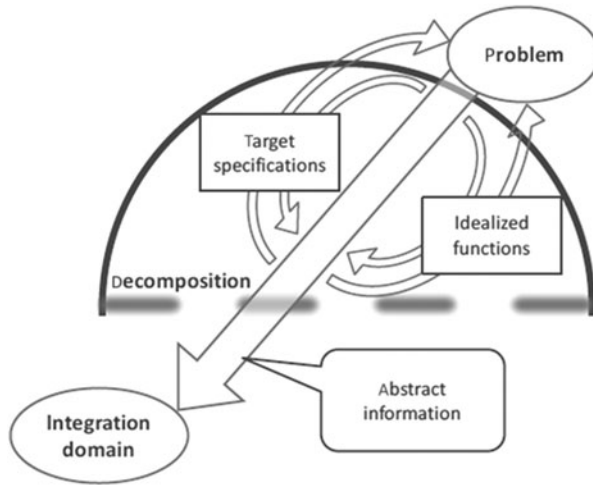 Problem
Target
specifications
Idealized
functions
Decomposition
Abstract
information
Integration
domain